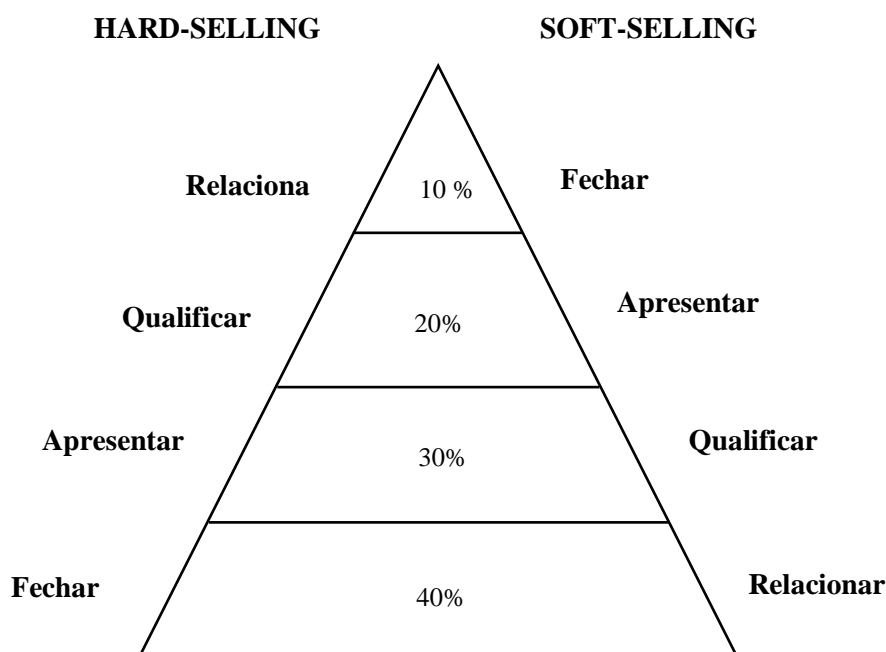 HARD-SELLING SOFT-SELLING
Relaciona 10 % Fechar
Qualificar 20% Apresentar
Apresentar 30% Qualificar
Fechar 40% Relacionar